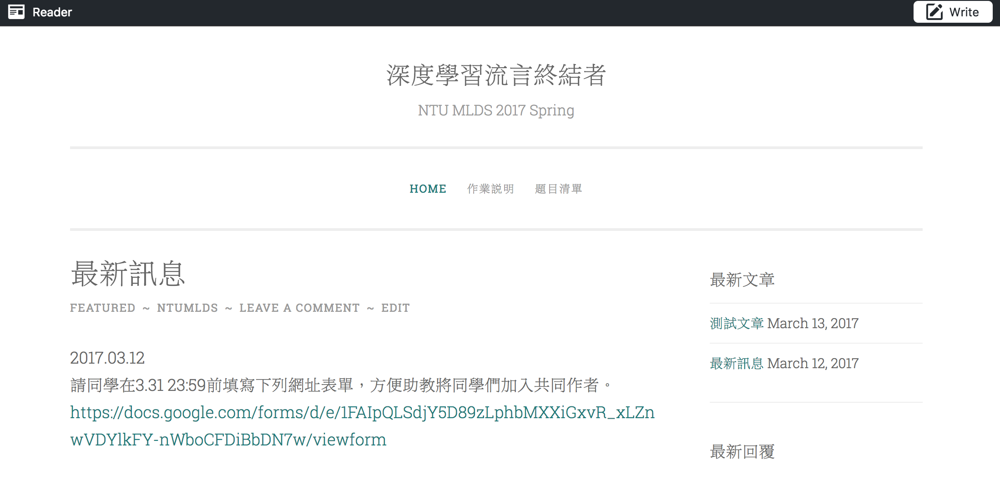 Reader
Write
深度學習流言終結者
NTU MLDS 2017 Spring
HOME 作業説明 題目清單
最新訊息
FEATURED ~ NTUMLDS ~ LEAVE A COMMENT ~ EDIT
2017.03.12
請同學在3.31 23:59前填寫下列網址表單，方便助教將同學們加入共同作者。
https://docs.google.com/forms/d/e/1FAIpQLSdjY5D89zLphbMXXiGxvR_xLZn
wVDYlkFY-nWboCFDiBbDN7w/viewform
最新文章
測試文章 March 13, 2017
最新訊息 March 12, 2017
最新回覆